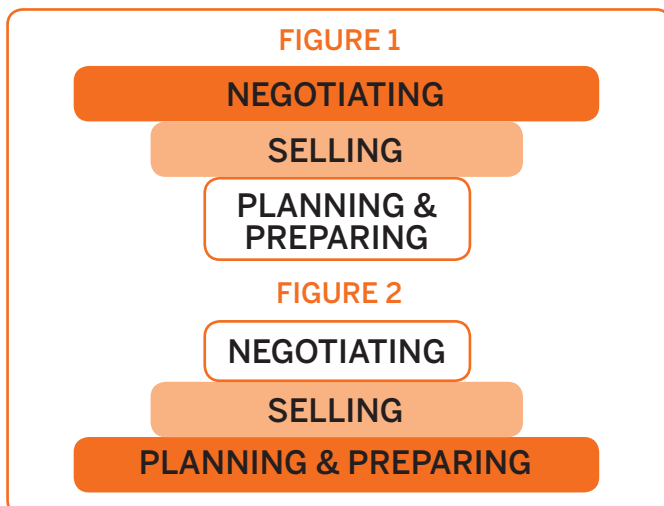 FIGURE 1
NEGOTIATING
SELLING
PLANNING &
PREPARING
FIGURE 2
NEGOTIATING
SELLING
PLANNING & PREPARING